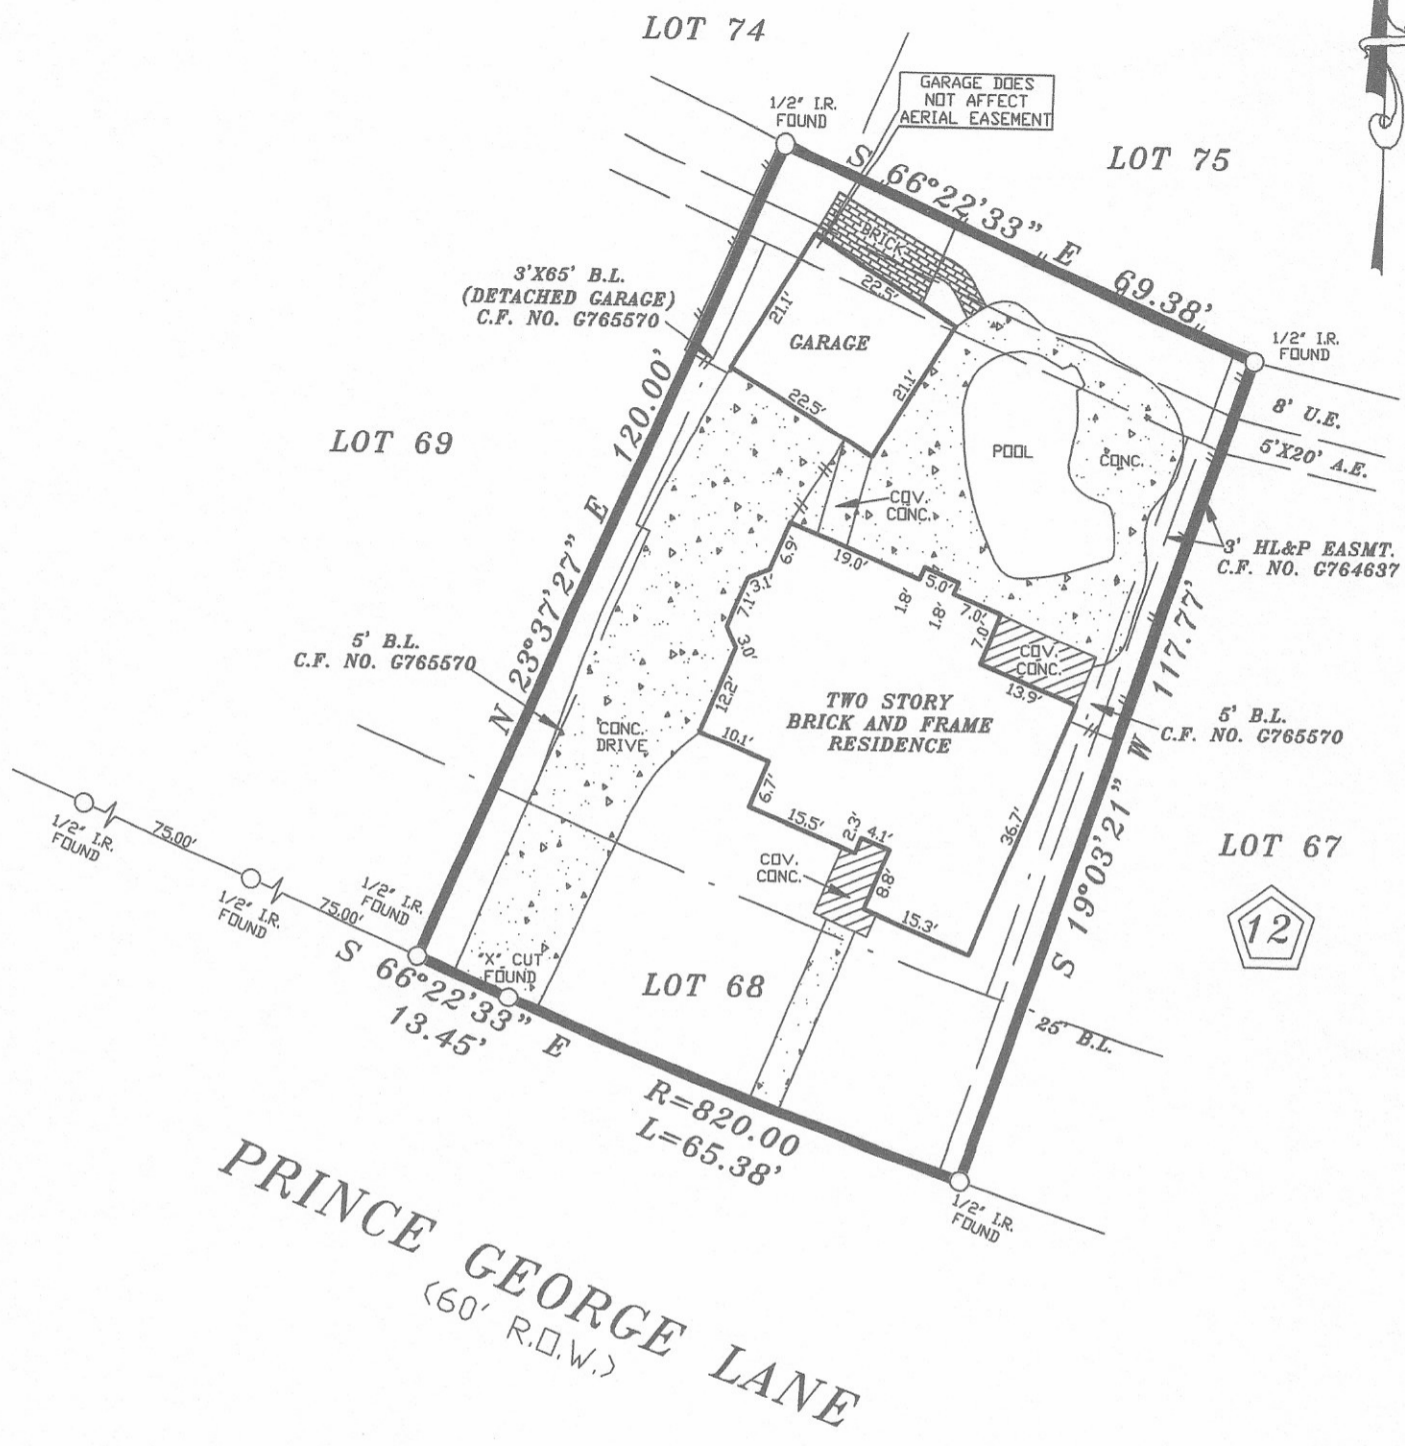 LOT 74
GARAGE DOES
NOT AFFECT
AERIAL EASEMENT
1/2" I.R.
FOUND
LOT 75
S 66°22'33" E 69.38'
BRICK
3'X65' B.L.
(DETACHED GARAGE)
C.F. NO. G765570
22.5'
21.1'
GARAGE
1/2" I.R.
FOUND
21.1'
22.5'
8' U.E.
LOT 69
N 23°37'27" E 120.00'
POOL
CONC.
5'X20' A.E.
COV.
CONC.
3' HL&P EASMT.
C.F. NO. G764637
6.9'
19.0'
3.1'
5.0'
1.8'
1.8'
7.0'
7.1'
7.0'
5' B.L.
C.F. NO. G765570
3.0'
COV.
CONC.
13.9'
12.2'
TWO STORY
BRICK AND FRAME
RESIDENCE
S 19°03'21" W 117.77'
5' B.L.
C.F. NO. G765570
CONC.
DRIVE
10.1'
6.7'
15.5'
2.3'
4.1'
36.7'
1/2" I.R.
FOUND
75.00'
COV.
CONC.
8.8'
LOT 67
12
1/2" I.R.
FOUND
75.00'
1/2" I.R.
FOUND
15.3'
"X" CUT
FOUND
LOT 68
S 66°22'33" E
13.45'
25' B.L.
R=820.00
L=65.38'
1/2" I.R.
FOUND
PRINCE GEORGE LANE
(60' R.O.W.)